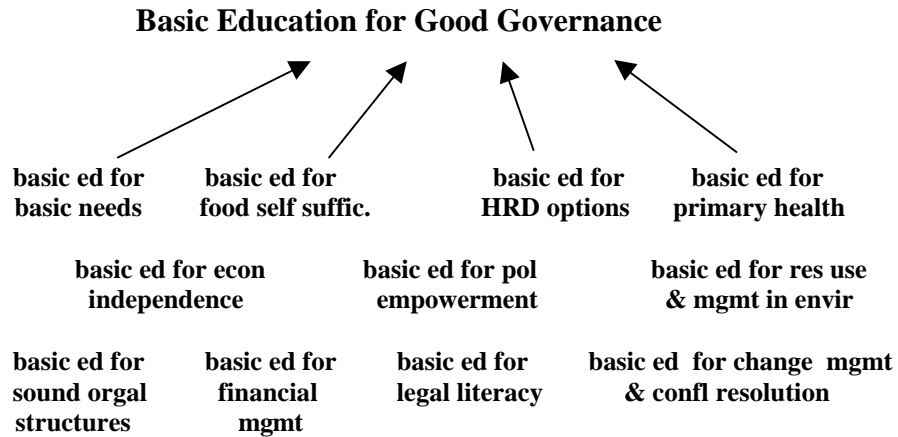 Basic Education for Good Governance
basic ed for
basic needs
basic ed for
food self suffic.
basic ed for
HRD options
basic ed for
primary health
basic ed for econ
independence
basic ed for pol
empowerment
basic ed for res use
& mgmt in envir
basic ed for
sound orgal
structures
basic ed for
financial
mgmt
basic ed for
legal literacy
basic ed for change mgmt
& confl resolution